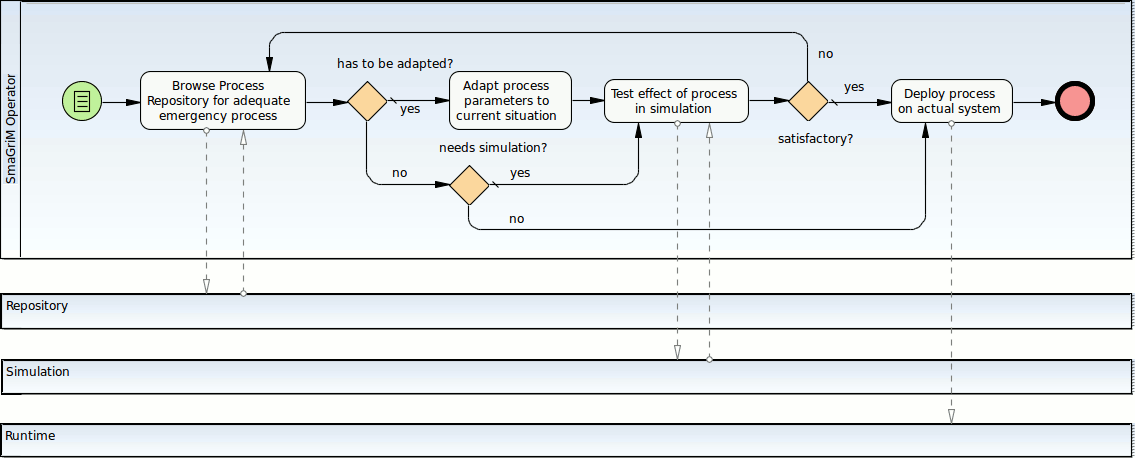 SmaGriM Operator
Browse Process
Repository for adequate
emergency process
has to be adapted?
yes
no
Adapt process
parameters to
current situation
needs simulation?
yes
no
Test effect of process
in simulation
no
yes
satisfactory?
Deploy process
on actual system
Repository
Simulation
Runtime